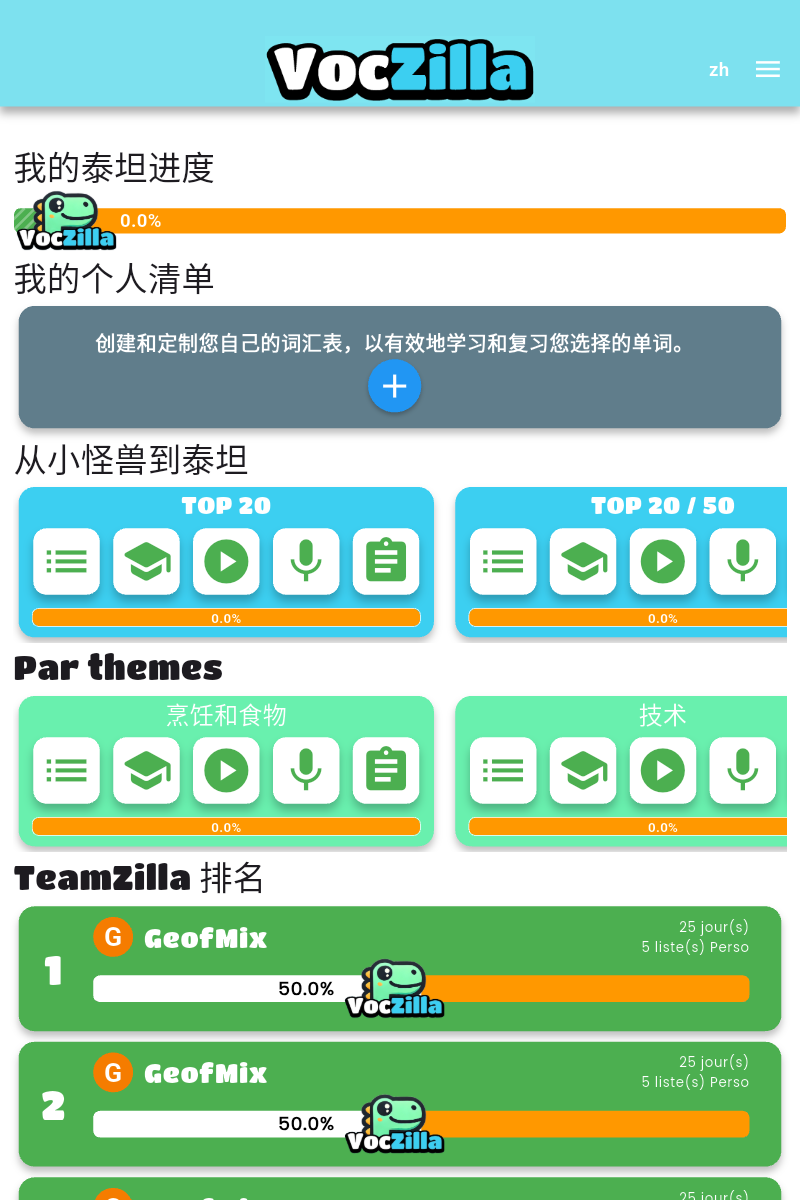 VocZilla
zh
我的泰坦进度
0.0%
VocZilla
我的个人清单
创建和定制您自己的词汇表，以有效地学习和复习您选择的单词。
从小怪兽到泰坦
TOP 20
TOP 20 / 50
0.0%
0.0%
Par themes
烹饪和食物
技术
0.0%
0.0%
TeamZilla 排名
1
G
GeofMix
25 jour(s)
5 liste(s) Perso
50.0%
VocZilla
2
G
GeofMix
25 jour(s)
5 liste(s) Perso
50.0%
VocZilla
25 jour(s)